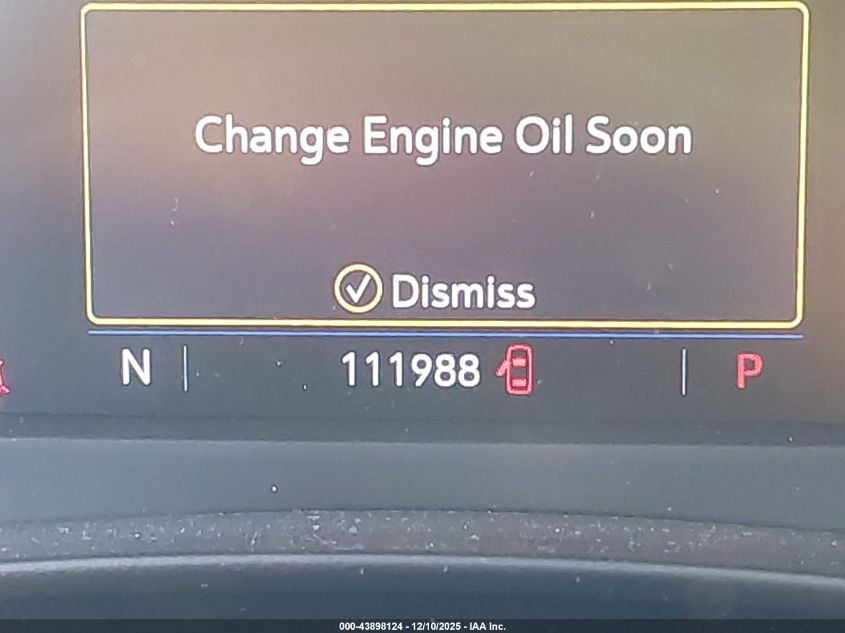 Change Engine Oil Soon
Dismiss
N 111988 P
000-43898124 - 12/10/2025 - IAA Inc.